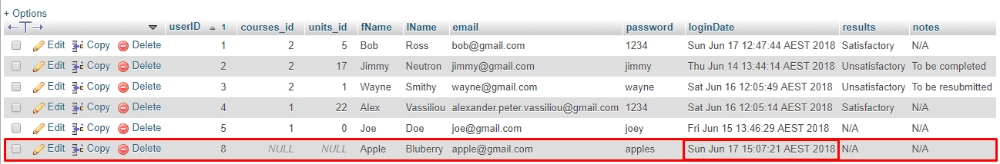 + Options
←T→ userID 1 courses_id units_id fName lName email password loginDate results notes
Edit Copy Delete 1 2 5 Bob Ross bob@gmail.com 1234 Sun Jun 17 12:47:44 AEST 2018 Satisfactory N/A
Edit Copy Delete 2 2 17 Jimmy Neutron jimmy@gmail.com jimmy Thu Jun 14 13:44:14 AEST 2018 Unsatisfactory To be completed
Edit Copy Delete 3 2 1 Wayne Smithy wayne@gmail.com wayne Sat Jun 16 12:05:49 AEST 2018 Unsatisfactory To be resubmitted
Edit Copy Delete 4 1 22 Alex Vassiliou alexander.peter.vassiliou@gmail.com 1234 Sat Jun 16 12:05:14 AEST 2018 Satisfactory N/A
Edit Copy Delete 5 1 0 Joe Doe joe@gmail.com joey Fri Jun 15 13:46:29 AEST 2018 N/A N/A
Edit Copy Delete 8 NULL NULL Apple Bluberry apple@gmail.com apples Sun Jun 17 15:07:21 AEST 2018 N/A N/A